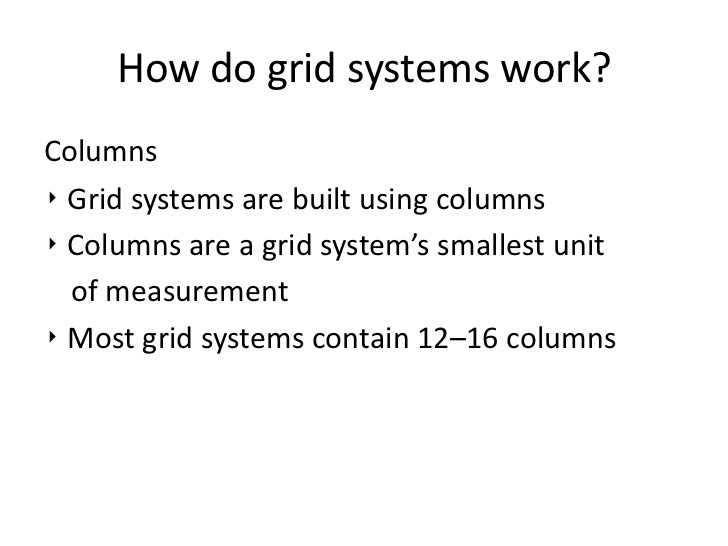 How do grid systems work?
Columns
‣ Grid systems are built using columns
‣ Columns are a grid system’s smallest unit
of measurement
‣ Most grid systems contain 12–16 columns